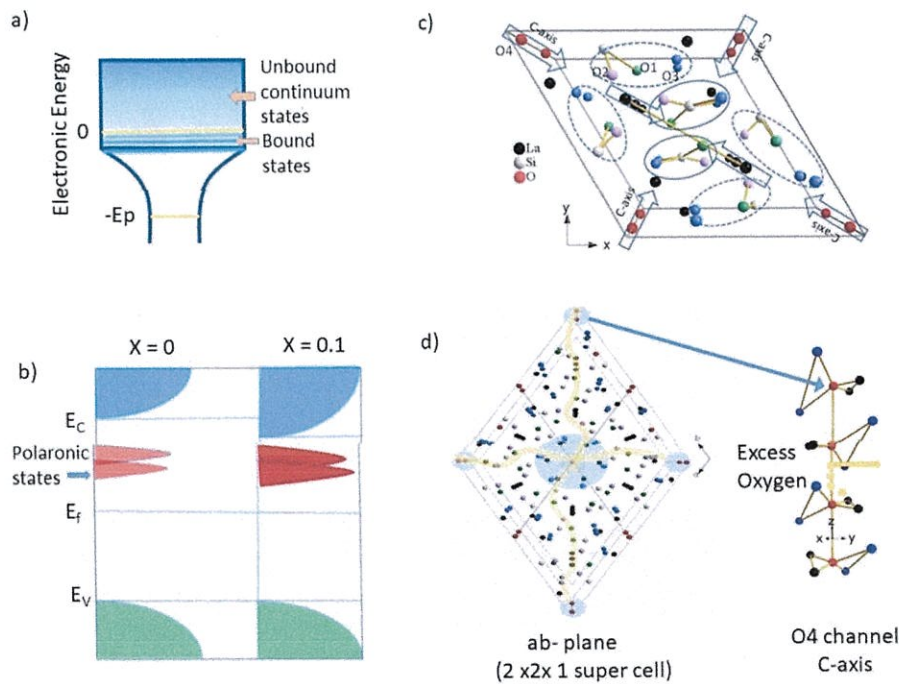 a)
Electronic Energy
0
-Ep
Unbound
continuum
states
Bound
states
b)
X = 0
X = 0.1
E_C
Polaronic
states
E_f
E_V
c)
O4
C-axis
C-axis
O2
O1
O3
La
Si
O
y
x
C-axis
C-axis
d)
Excess
Oxygen
z
x
y
ab- plane
(2 x2x 1 super cell)
O4 channel
C-axis